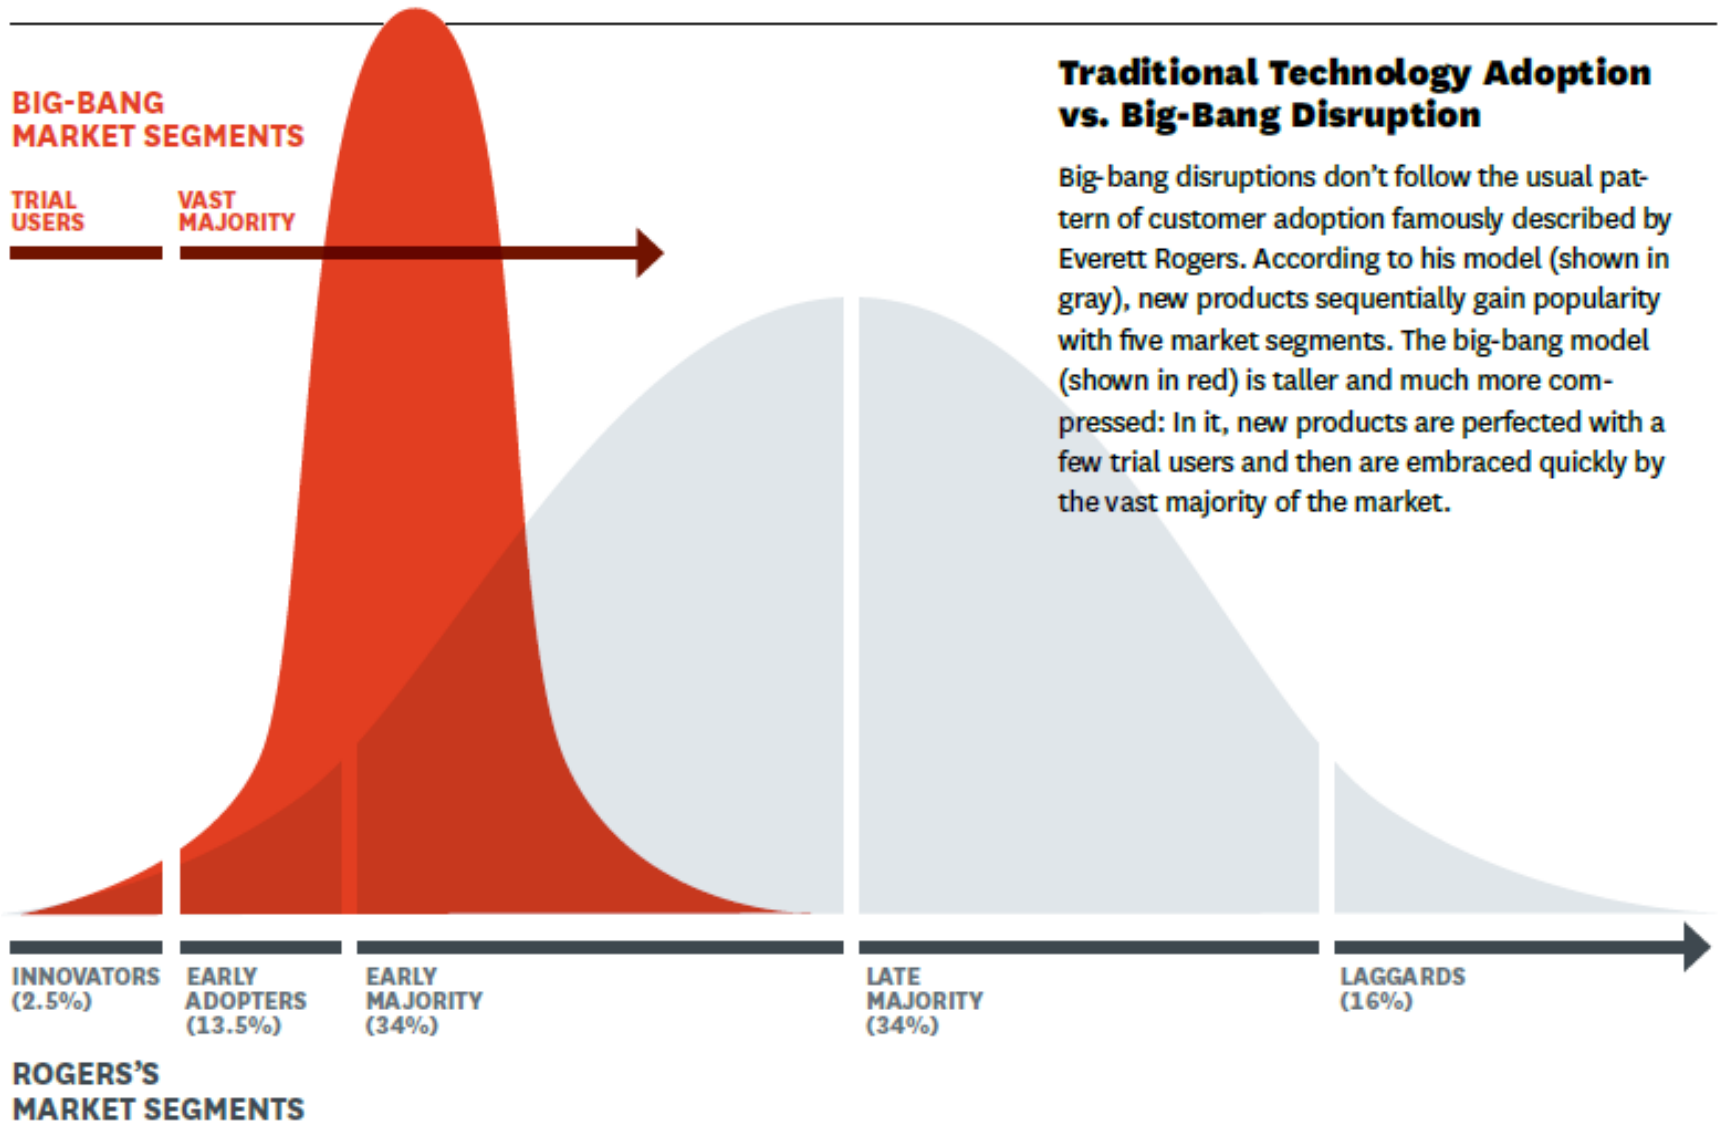 BIG-BANG
MARKET SEGMENTS
TRIAL
USERS
VAST
MAJORITY
Traditional Technology Adoption
vs. Big-Bang Disruption
Big-bang disruptions don't follow the usual pat-
tern of customer adoption famously described by
Everett Rogers. According to his model (shown in
gray), new products sequentially gain popularity
with five market segments. The big-bang model
(shown in red) is taller and much more com-
pressed: In it, new products are perfected with a
few trial users and then are embraced quickly by
the vast majority of the market.
INNOVATORS
(2.5%)
EARLY
ADOPTERS
(13.5%)
EARLY
MAJORITY
(34%)
LATE
MAJORITY
(34%)
LAGGARDS
(16%)
ROGERS'S
MARKET SEGMENTS